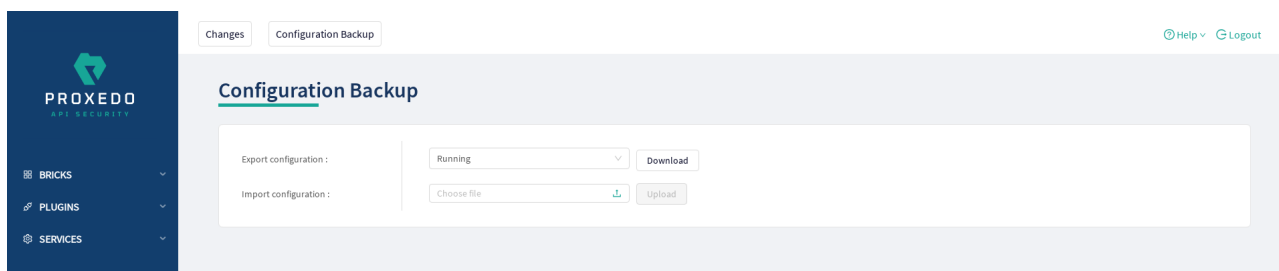 Changes
Configuration Backup
Help
Logout
PROXEDO
API SECURITY
Configuration Backup
Export configuration :
Running
Download
Import configuration :
Choose file
Upload
BRICKS
PLUGINS
SERVICES